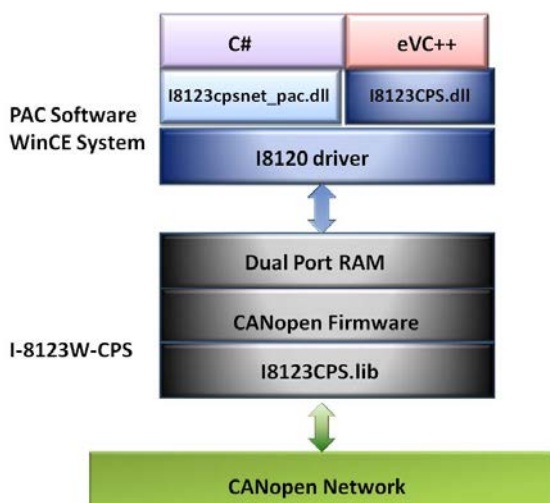 C#
eVC++
I8123cpsnet_pac.dll
I8123CPS.dll
PAC Software
WinCE System
I8120 driver
Dual Port RAM
CANopen Firmware
I-8123W-CPS
I8123CPS.lib
CANopen Network